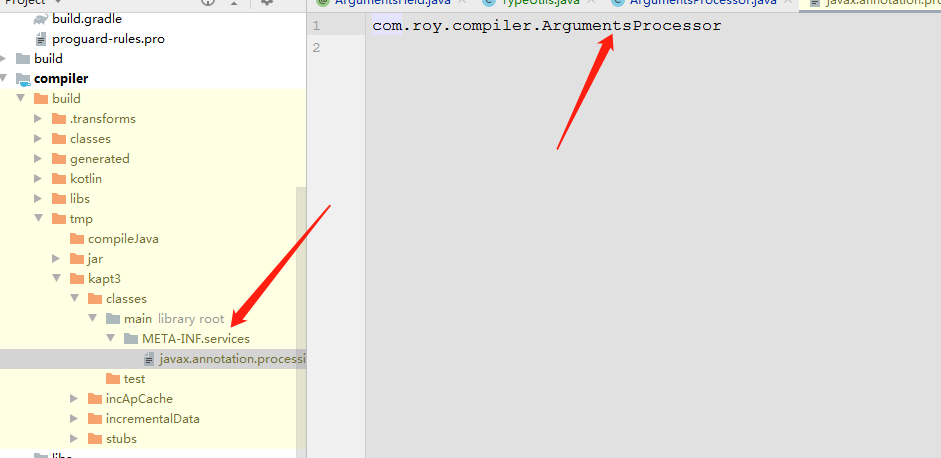 Project
build.gradle
proguard-rules.pro
build
compiler
build
.transforms
classes
generated
kotlin
libs
tmp
compileJava
jar
kapt3
classes
main library root
META-INF.services
javax.annotation.processi
test
incApCache
incrementalData
stubs
libs
ArgumentsField.java
TypeUtils.java
ArgumentsProcessor.java
javax.annotation.pro
1 com.roy.compiler.ArgumentsProcessor
2